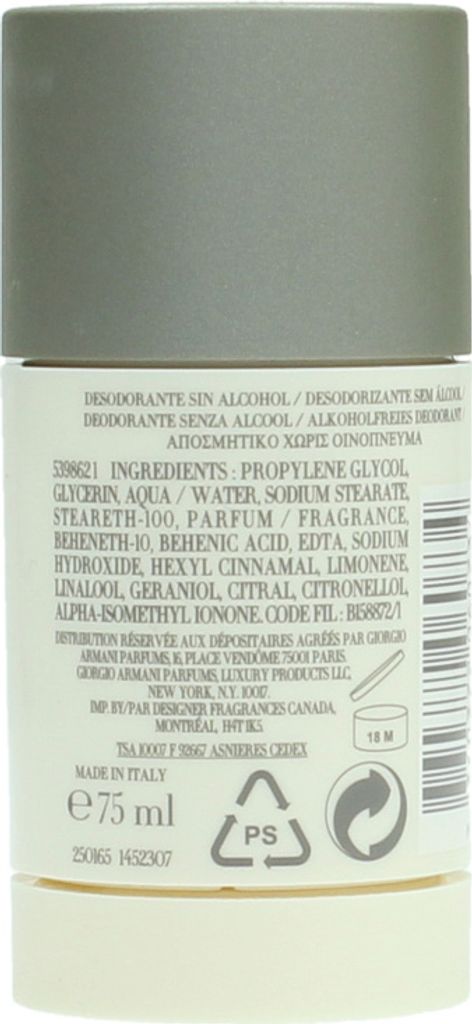 DESODORANTE SIN ALCOHOL / DESODORIZANTE SEM ÁLCOOL /
DEODORANTE SENZA ALCOOL / ALKOHOLFREIES DEODORANT
ΑΠΟΣΜΗΤΙΚΟ ΧΩΡΙΣ ΟΙΝΟΠΝΕΥΜΑ
5398621 INGREDIENTS : PROPYLENE GLYCOL,
GLYCERIN, AQUA / WATER, SODIUM STEARATE,
STEARETH-100, PARFUM / FRAGRANCE,
BEHENETH-10, BEHENIC ACID, EDTA, SODIUM
HYDROXIDE, HEXYL CINNAMAL, LIMONENE,
LINALOOL, GERANIOL, CITRAL, CITRONELLOL,
ALPHA-ISOMETHYL IONONE. CODE FIL : B158872/1
DISTRIBUTION RÉSERVÉE AUX DÉPOSITAIRES AGRÉÉS PAR GIORGIO
ARMANI PARFUMS, 16, PLACE VENDÔME 75001 PARIS.
GIORGIO ARMANI PARFUMS, LUXURY PRODUCTS LLC,
NEW YORK, N.Y. 10017.
IMP. BY/PAR DESIGNER FRAGRANCES CANADA,
MONTRÉAL, H4T 1K5.
TSA 10007 F 92667 ASNIERES CEDEX
18 M
MADE IN ITALY
e 75 ml
PS
250165 1452307